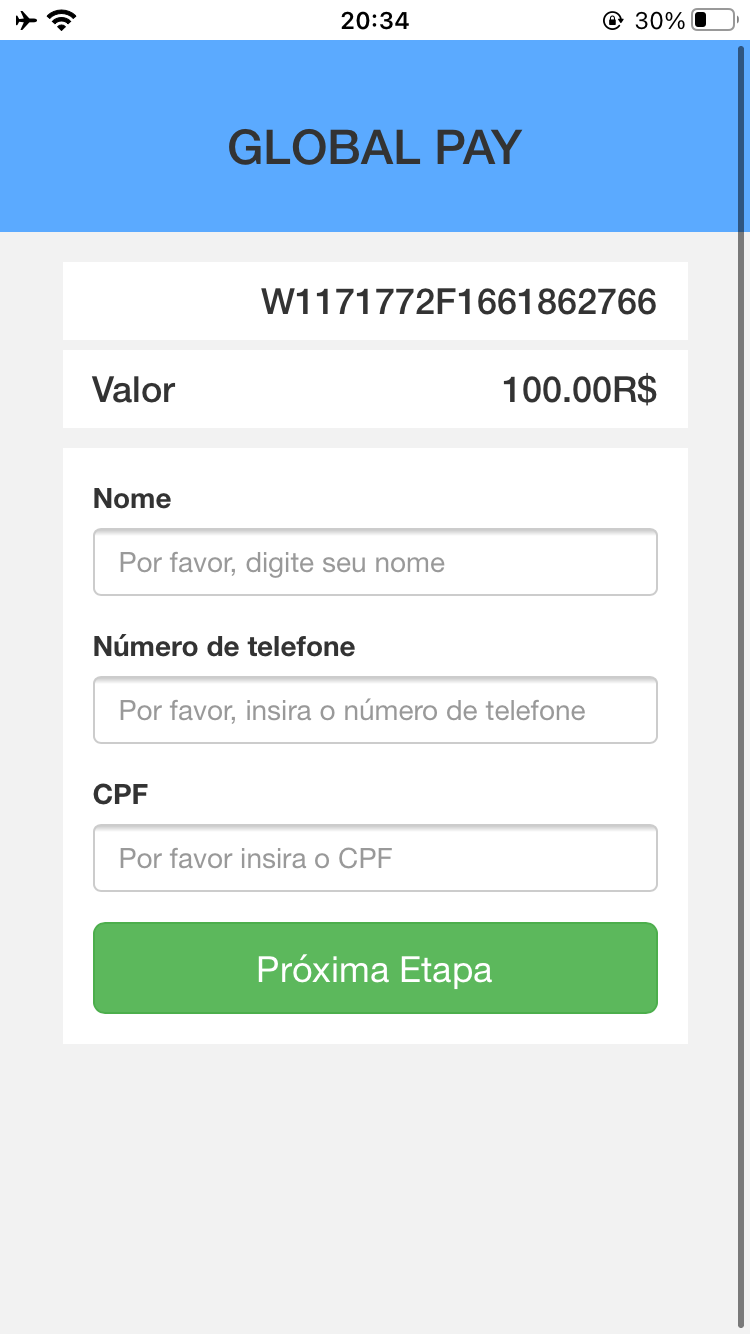 20:34
30%
GLOBAL PAY
W1171772F1661862766
Valor 100.00R$
Nome
Por favor, digite seu nome
Número de telefone
Por favor, insira o número de telefone
CPF
Por favor insira o CPF
Próxima Etapa